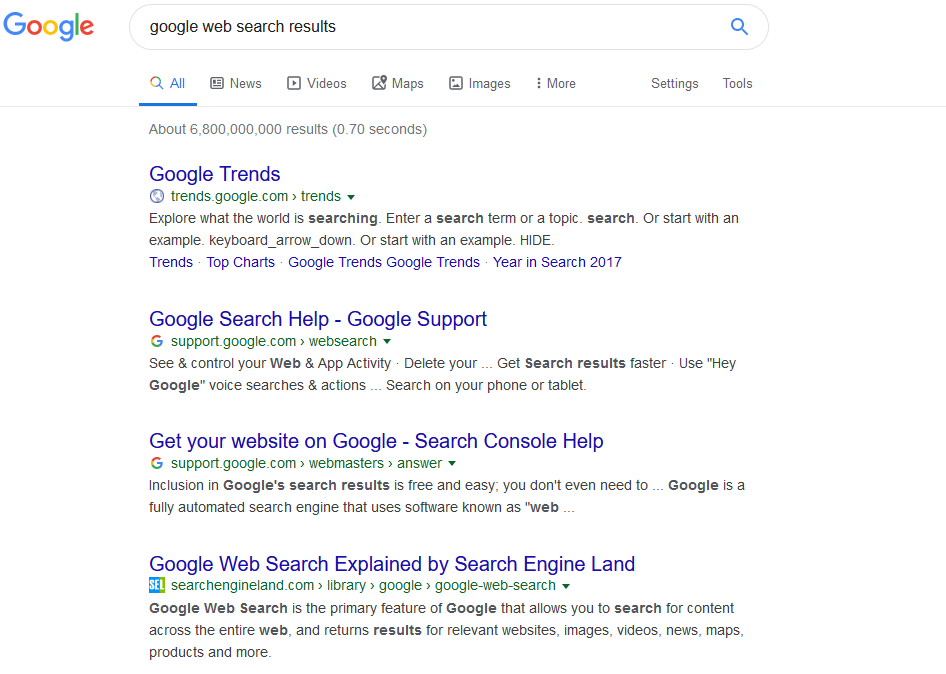 Google
google web search results
All News Videos Maps Images More Settings Tools
About 6,800,000,000 results (0.70 seconds)
Google Trends
trends.google.com › trends
Explore what the world is searching. Enter a search term or a topic. search. Or start with an
example. keyboard_arrow_down. Or start with an example. HIDE.
Trends · Top Charts · Google Trends Google Trends · Year in Search 2017
Google Search Help - Google Support
G support.google.com › websearch
See & control your Web & App Activity · Delete your ... Get Search results faster · Use "Hey
Google" voice searches & actions ... Search on your phone or tablet.
Get your website on Google - Search Console Help
G support.google.com › webmasters › answer
Inclusion in Google's search results is free and easy; you don't even need to ... Google is a
fully automated search engine that uses software known as "web ...
Google Web Search Explained by Search Engine Land
SEL searchengineland.com › library › google › google-web-search
Google Web Search is the primary feature of Google that allows you to search for content
across the entire web, and returns results for relevant websites, images, videos, news, maps,
products and more.